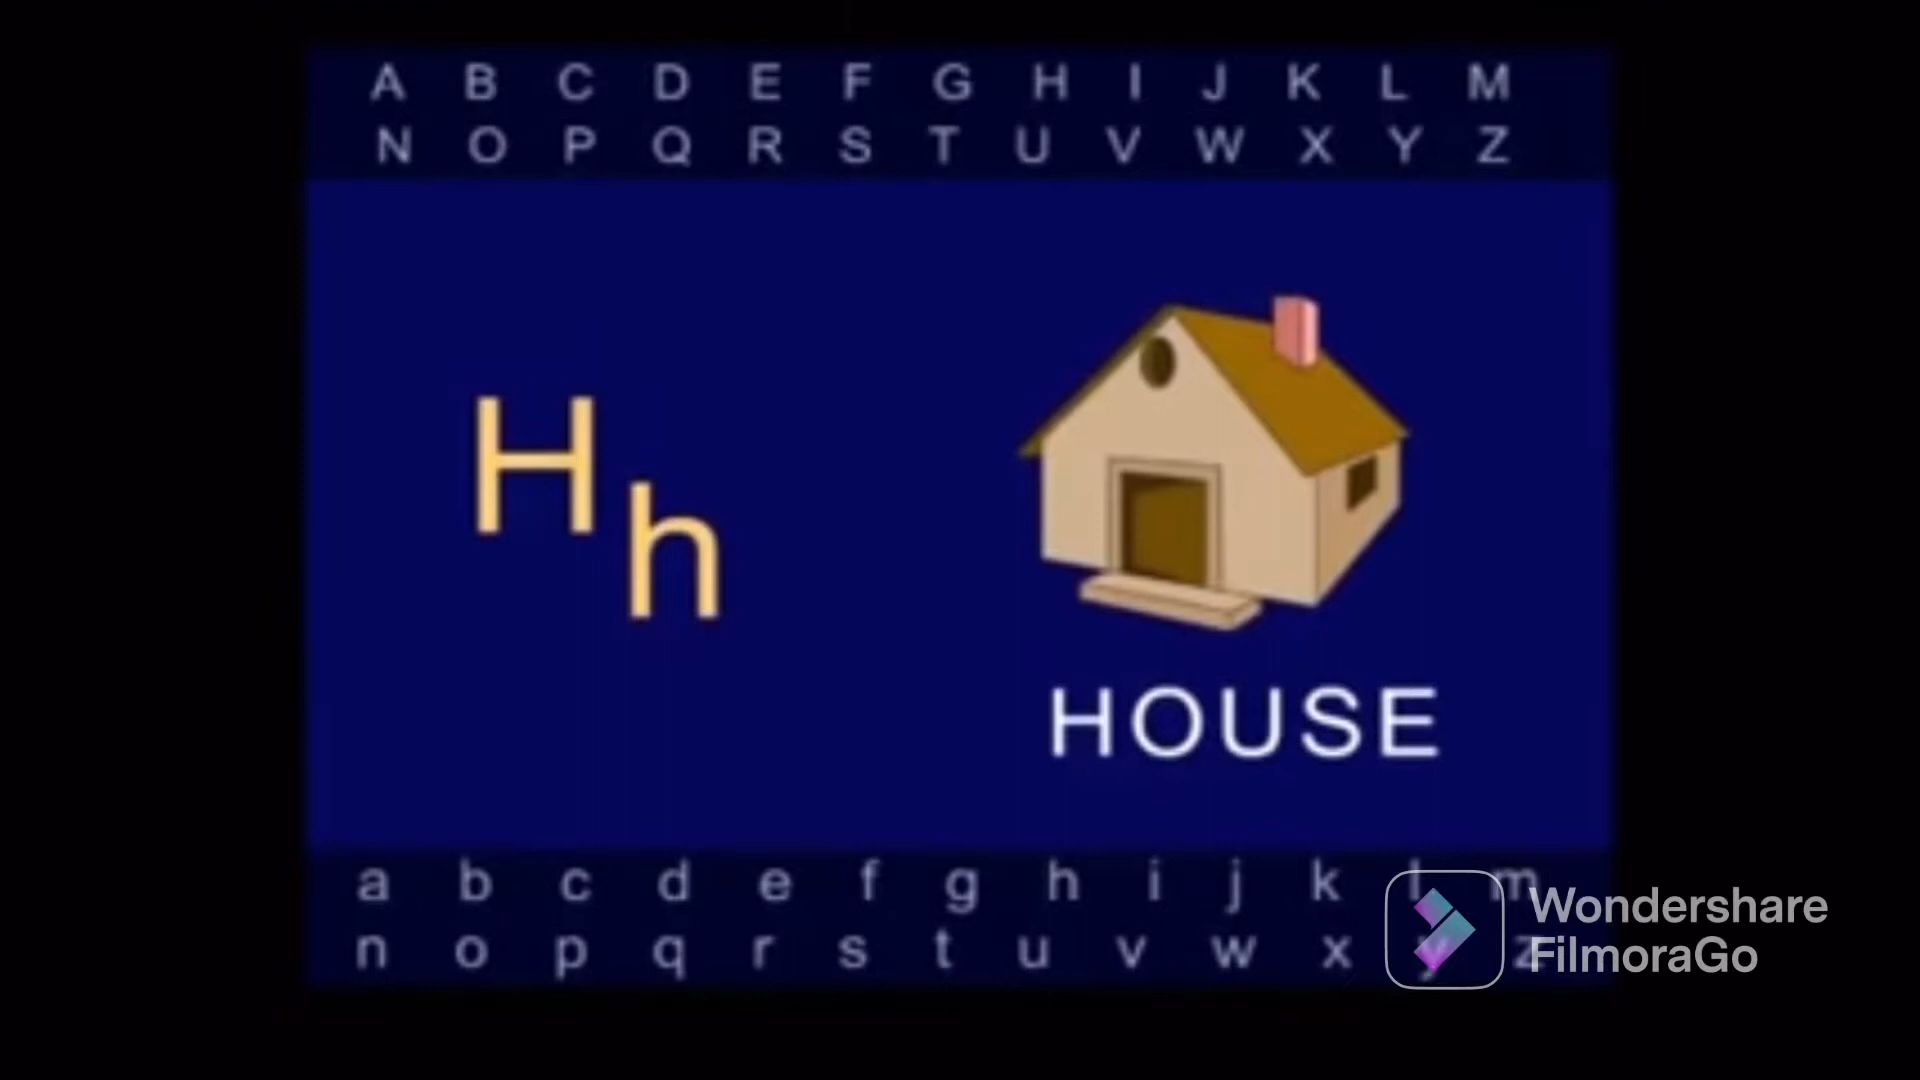 A B C D E F G H I J K L M
N O P Q R S T U V W X Y Z
H
h
HOUSE
a b c d e f g h i j k l m
n o p q r s t u v w x y z
Wondershare
FilmoraGo